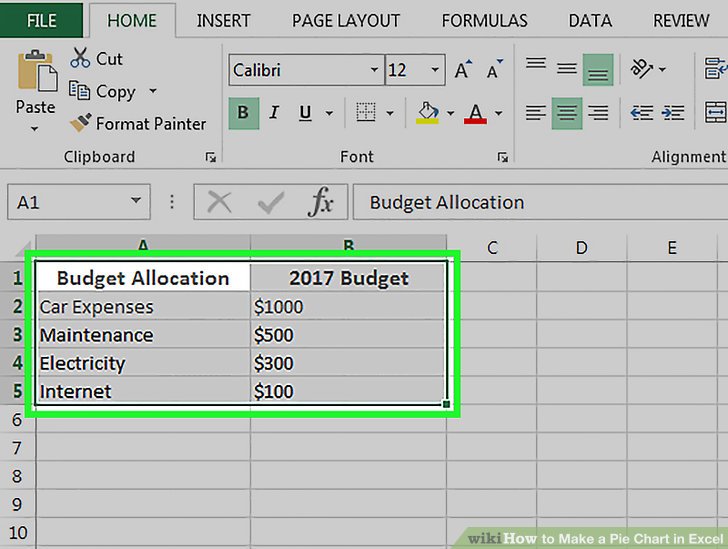 FILE HOME INSERT PAGE LAYOUT FORMULAS DATA REVIEW
Paste
Cut
Copy
Format Painter
Clipboard
Calibri 12 A A
B I U A
Font
Alignment
A1 fx Budget Allocation
A B C D E
1 Budget Allocation 2017 Budget
2 Car Expenses $1000
3 Maintenance $500
4 Electricity $300
5 Internet $100
6
7
8
9
10
wikiHow to Make a Pie Chart in Excel